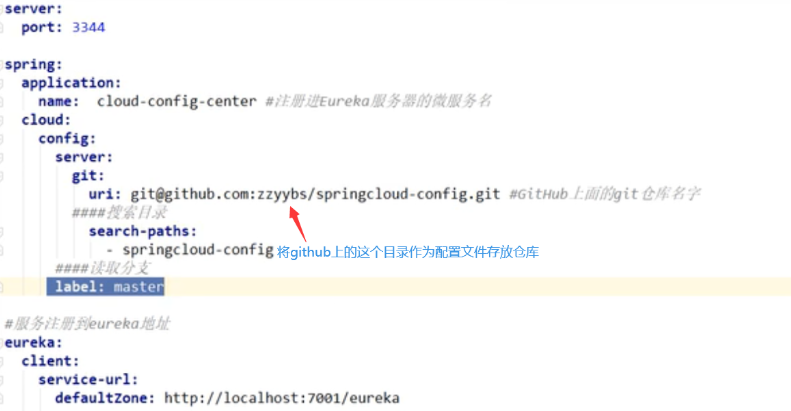 server:
  port: 3344

spring:
  application:
    name:  cloud-config-center #注册进Eureka服务器的微服务名
  cloud:
    config:
      server:
        git:
          uri: git@github.com:zzyybs/springcloud-config.git #GitHub上面的git仓库名字
        ####搜索目录
          search-paths:
            - springcloud-config 将github上的这个目录作为配置文件存放仓库
      ####读取分支
      label: master

#服务注册到eureka地址
eureka:
  client:
    service-url:
      defaultZone: http://localhost:7001/eureka